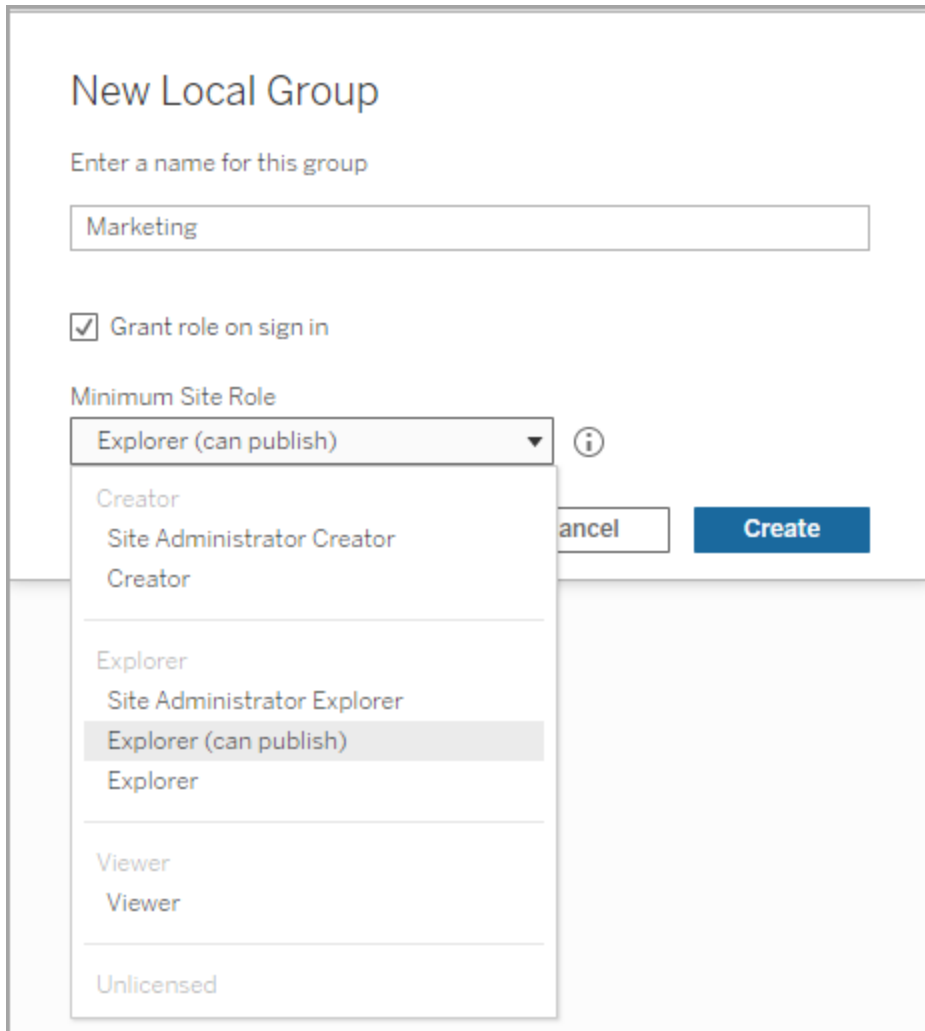 New Local Group
Enter a name for this group
Marketing
Grant role on sign in
Minimum Site Role
Explorer (can publish)
Creator
Site Administrator Creator
ancel
Create
Creator
Explorer
Site Administrator Explorer
Explorer (can publish)
Explorer
Viewer
Viewer
Unlicensed